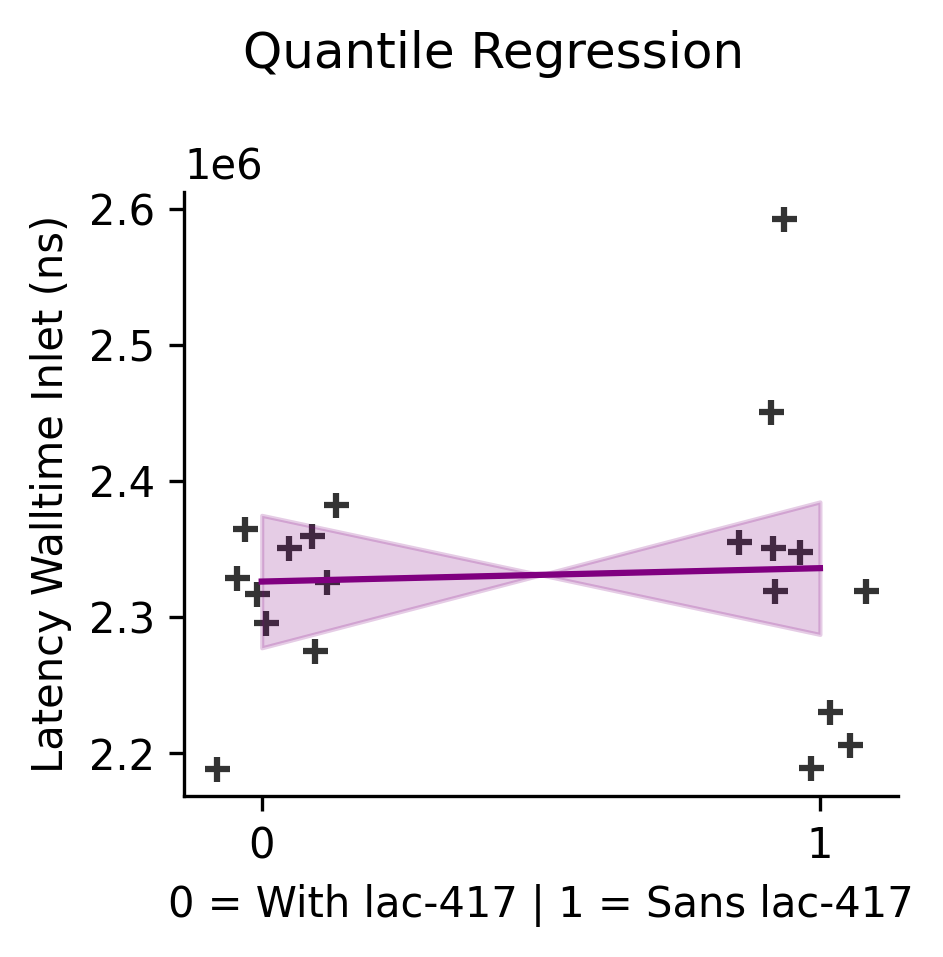 Quantile Regression
1e6
2.6
2.5
2.4
2.3
2.2
Latency Walltime Inlet (ns)
0 1
0 = With lac-417 | 1 = Sans lac-417